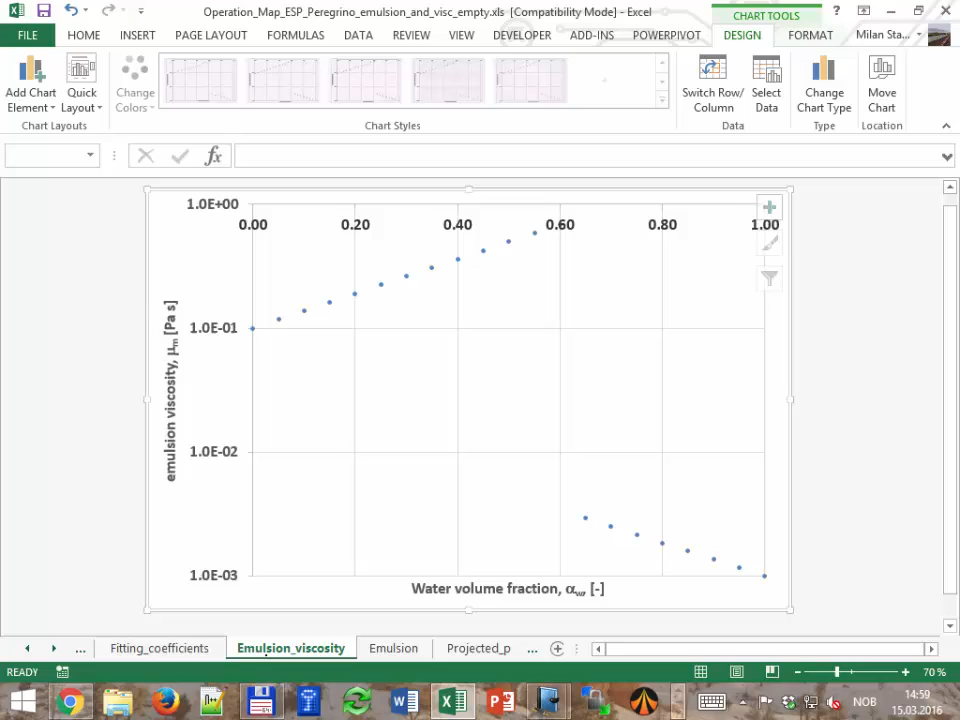 Operation_Map_ESP_Peregrino_emulsion_and_visc_empty.xls [Compatibility Mode] - Excel
CHART TOOLS
FILE HOME INSERT PAGE LAYOUT FORMULAS DATA REVIEW VIEW DEVELOPER ADD-INS POWERPIVOT DESIGN FORMAT Milan Sta...
Add Chart Element
Quick Layout
Change Colors
Switch Row/ Column
Select Data
Change Chart Type
Move Chart
Chart Layouts Chart Styles Data Type Location
fx
1.0E+00
0.00 0.20 0.40 0.60 0.80 1.00
1.0E-01
1.0E-02
1.0E-03
emulsion viscosity, μm [Pa s]
Water volume fraction, αw, [-]
... Fitting_coefficients Emulsion_viscosity Emulsion Projected_p ...
READY 70 %
NOB
14:59
15.03.2016